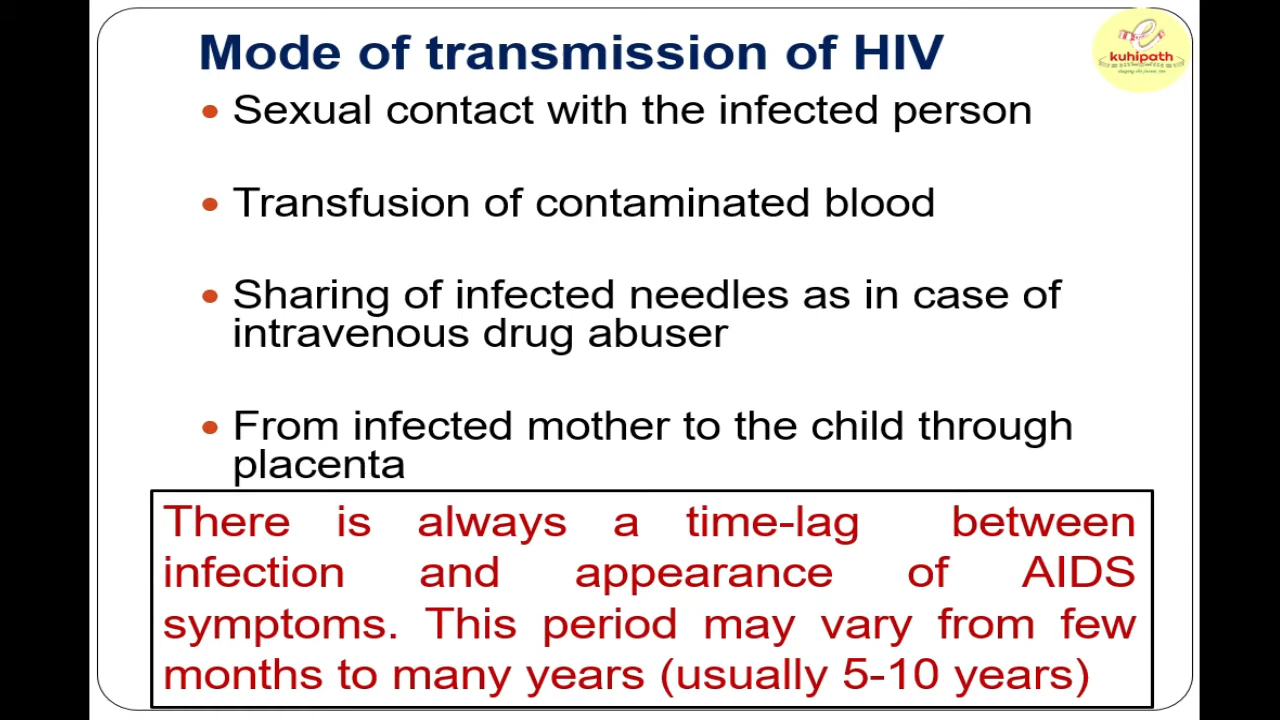 Mode of transmission of HIV
kuhipath
• Sexual contact with the infected person
• Transfusion of contaminated blood
• Sharing of infected needles as in case of
intravenous drug abuser
• From infected mother to the child through
placenta
There is always a time-lag between
infection and appearance of AIDS
symptoms. This period may vary from few
months to many years (usually 5-10 years)